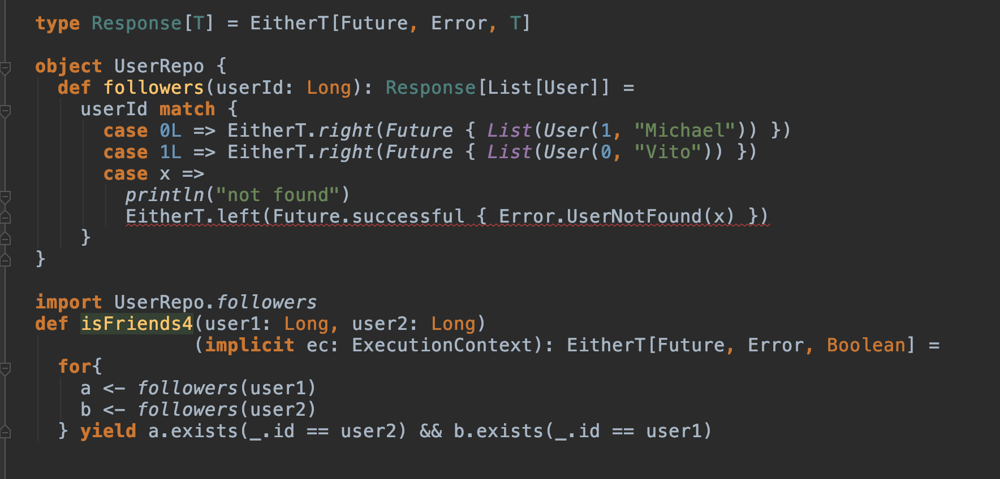 type Response[T] = EitherT[Future, Error, T]
object UserRepo {
def followers(userId: Long): Response[List[User]] =
userId match {
case 0L => EitherT.right(Future { List(User(1, "Michael")) })
case 1L => EitherT.right(Future { List(User(0, "Vito")) })
case x =>
println("not found")
EitherT.left(Future.successful { Error.UserNotFound(x) })
}
}
import UserRepo.followers
def isFriends4(user1: Long, user2: Long)
(implicit ec: ExecutionContext): EitherT[Future, Error, Boolean] =
for{
a <- followers(user1)
b <- followers(user2)
} yield a.exists(_.id == user2) && b.exists(_.id == user1)